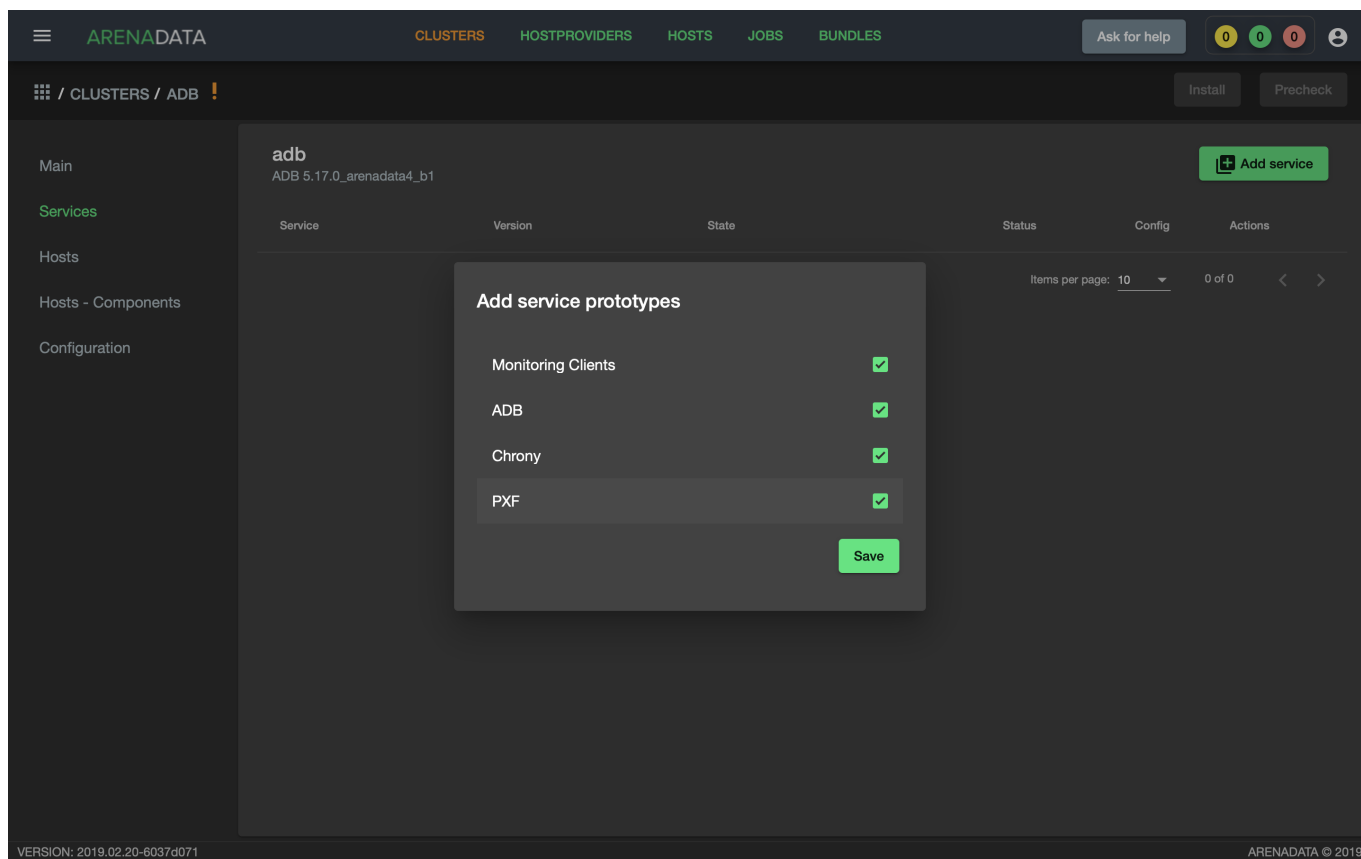 ARENADATA
CLUSTERS HOSTPROVIDERS HOSTS JOBS BUNDLES
Ask for help
0 0 0
/ CLUSTERS / ADB !
Install Precheck
Main
Services
Hosts
Hosts - Components
Configuration
adb
ADB 5.17.0_arenadata4_b1
Add service
Service Version State Status Config Actions
Items per page: 10 0 of 0
Add service prototypes
Monitoring Clients
ADB
Chrony
PXF
Save
VERSION: 2019.02.20-6037d071
ARENADATA © 2019